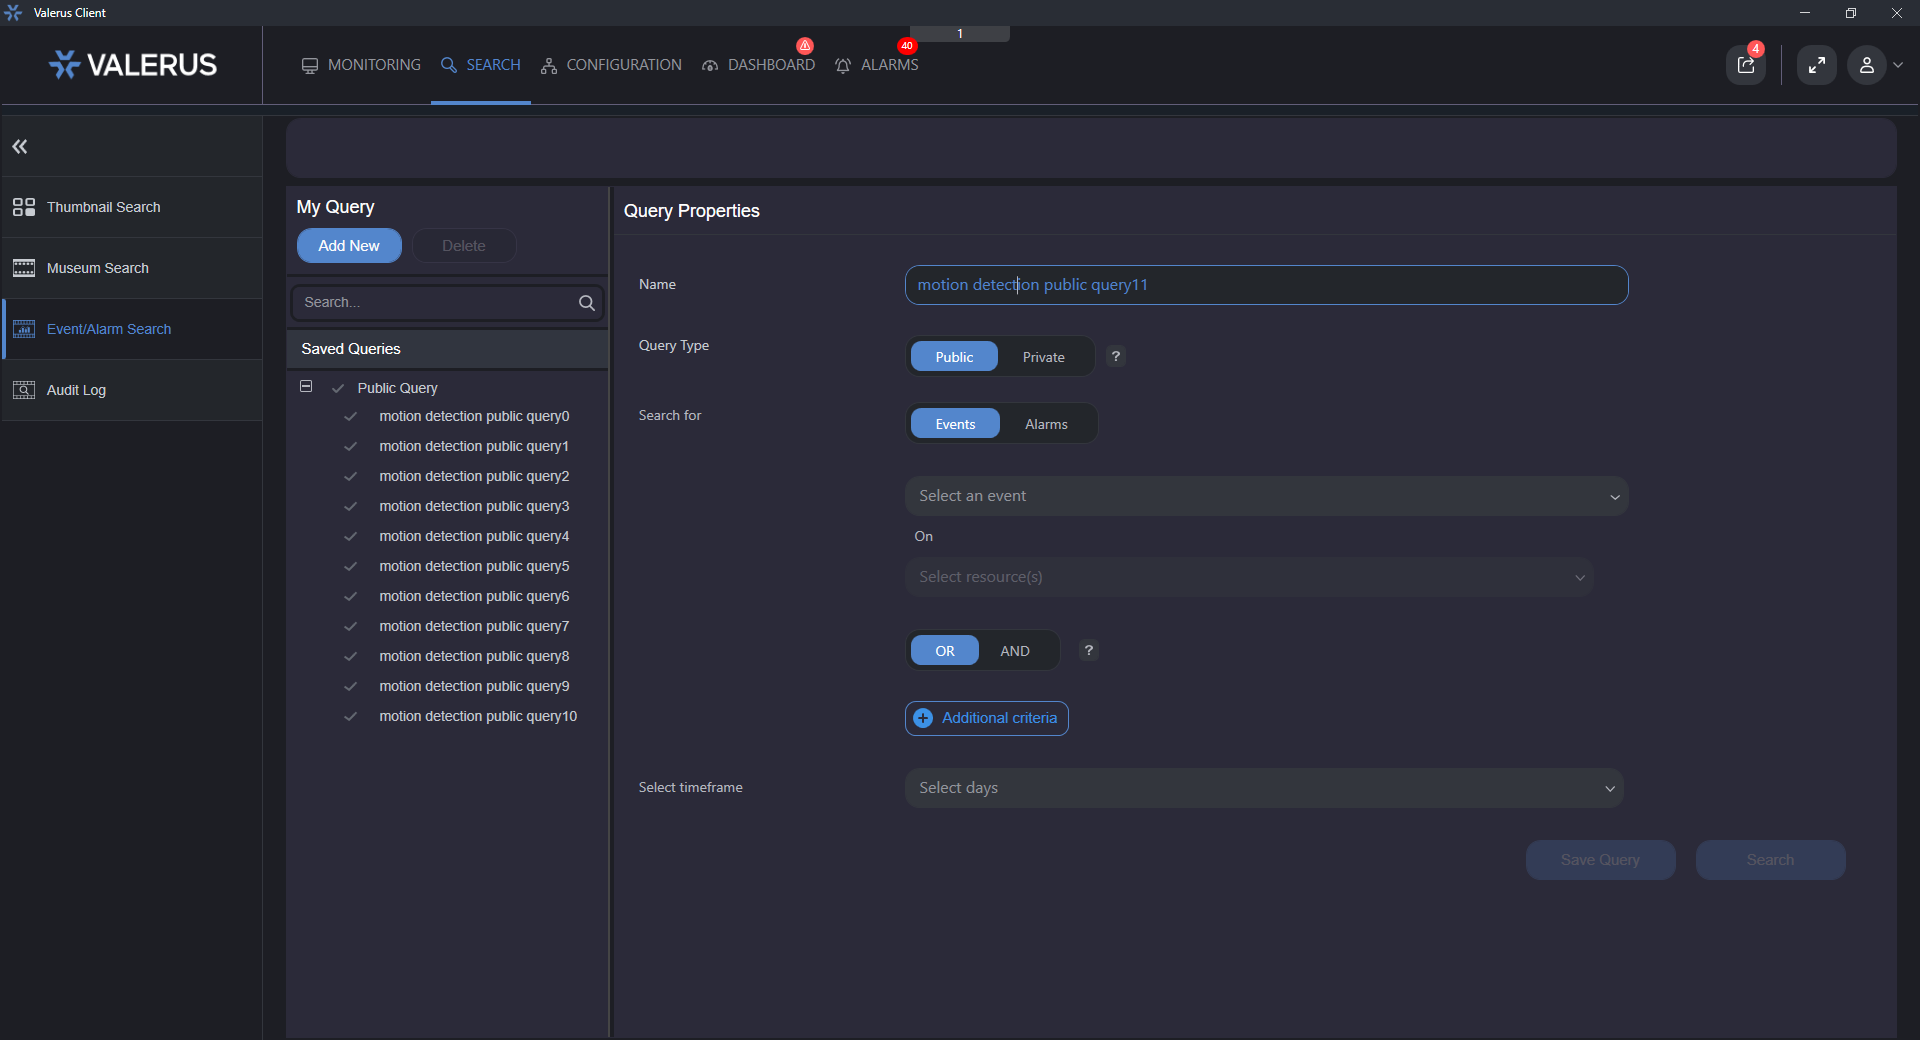 Valerus Client
1
VALERUS
MONITORING
SEARCH
CONFIGURATION
DASHBOARD
40
ALARMS
4
Thumbnail Search
Museum Search
Event/Alarm Search
Audit Log
My Query
Add New
Delete
Search...
Saved Queries
Public Query
motion detection public query0
motion detection public query1
motion detection public query2
motion detection public query3
motion detection public query4
motion detection public query5
motion detection public query6
motion detection public query7
motion detection public query8
motion detection public query9
motion detection public query10
Query Properties
Name
motion detection public query11
Query Type
Public
Private
?
Search for
Events
Alarms
Select an event
On
Select resource(s)
OR
AND
?
Additional criteria
Select timeframe
Select days
Save Query
Search